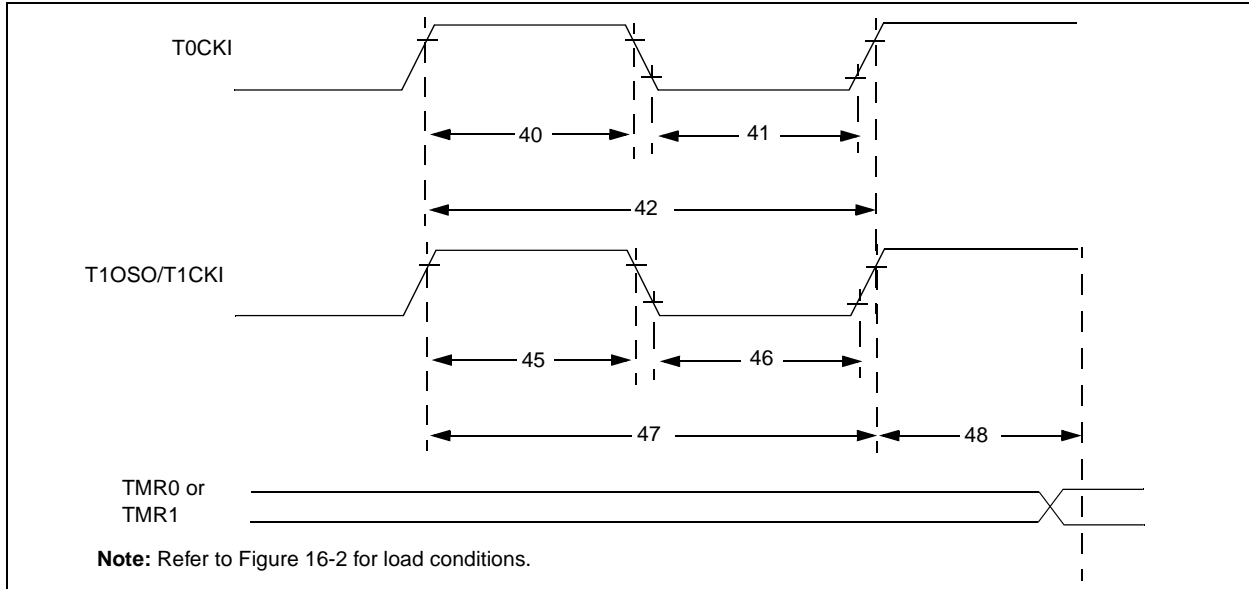 T0CKI
40
41
42
T1OSO/T1CKI
45
46
47
48
TMR0 or
TMR1
Note: Refer to Figure 16-2 for load conditions.